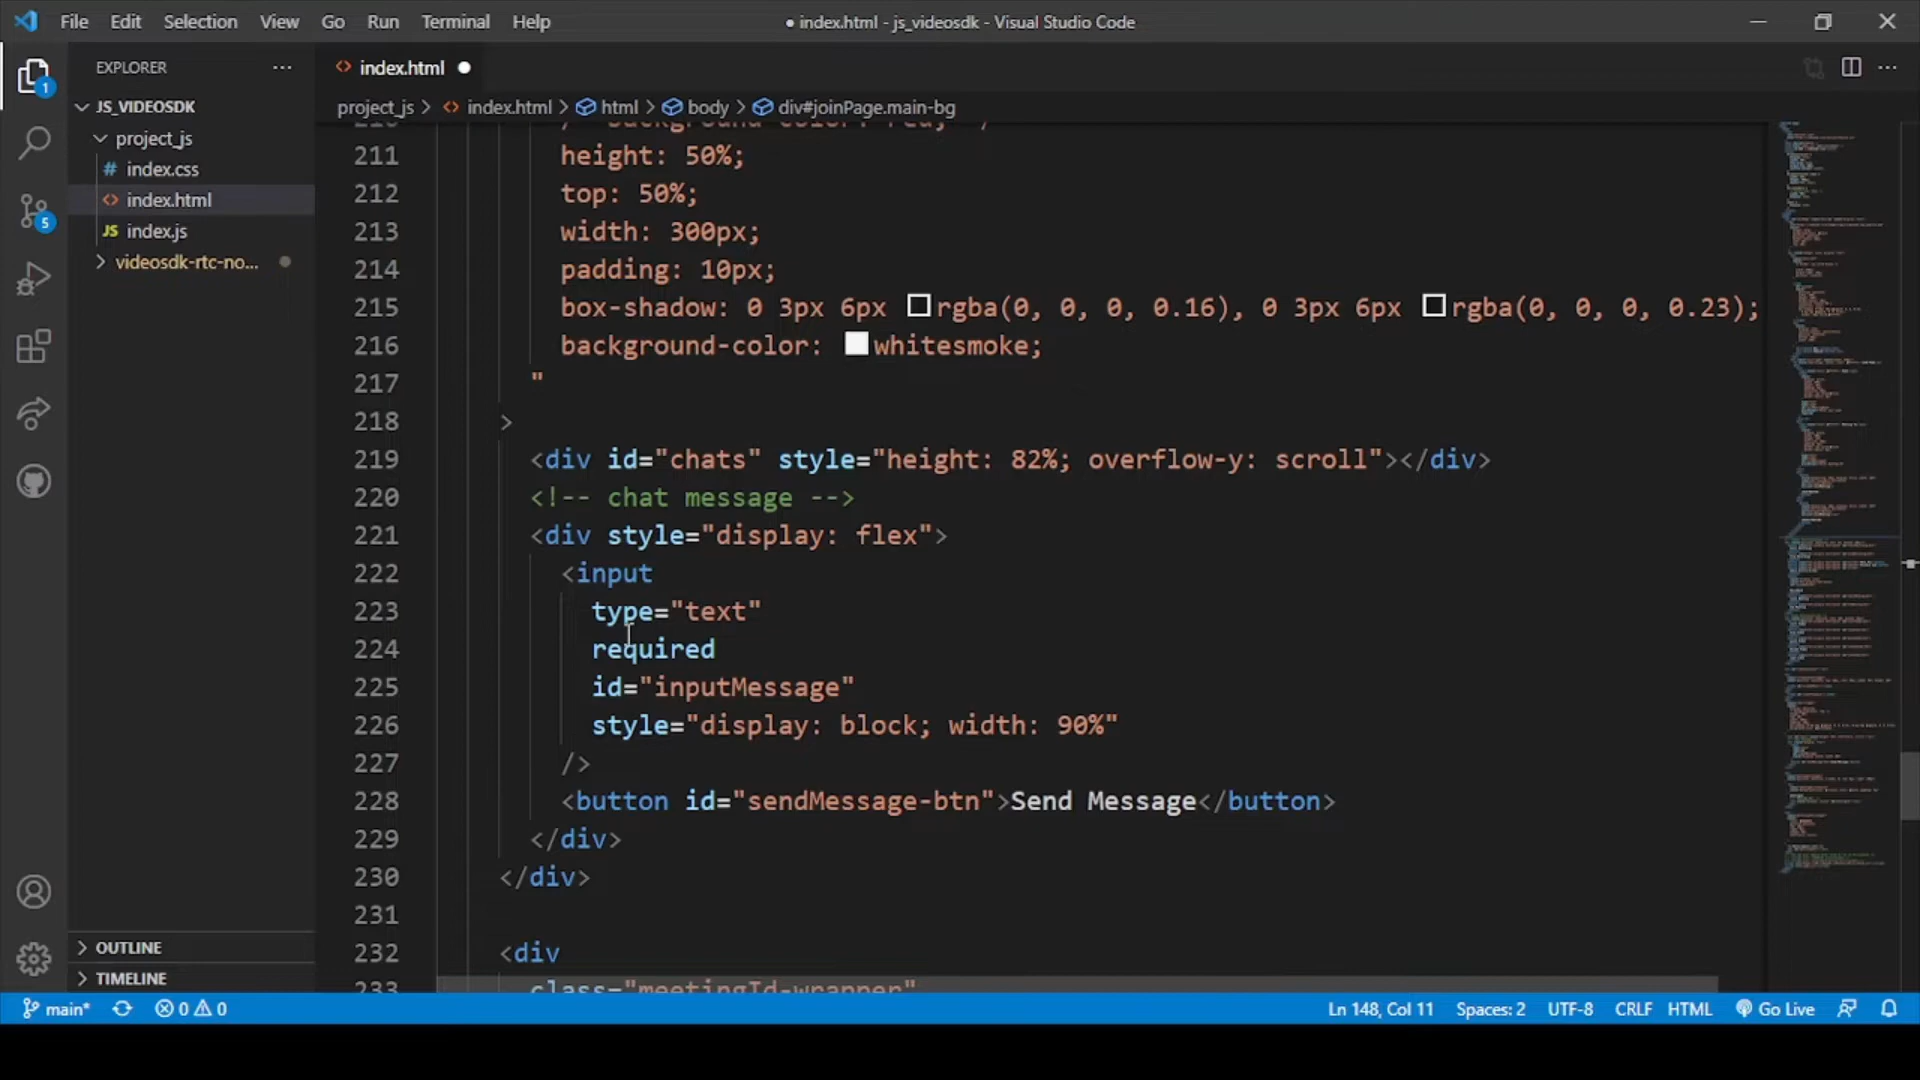 File Edit Selection View Go Run Terminal Help
● index.html - js_videosdk - Visual Studio Code
EXPLORER
JS_VIDEOSDK
project_js
# index.css
<> index.html
JS index.js
videosdk-rtc-no...
OUTLINE
TIMELINE
1
5
<> index.html
project_js > <> index.html > html > body > div#joinPage.main-bg
211 height: 50%;
212 top: 50%;
213 width: 300px;
214 padding: 10px;
215 box-shadow: 0 3px 6px rgba(0, 0, 0, 0.16), 0 3px 6px rgba(0, 0, 0, 0.23);
216 background-color: whitesmoke;
217 "
218 >
219 <div id="chats" style="height: 82%; overflow-y: scroll"></div>
220 <!-- chat message -->
221 <div style="display: flex">
222 <input
223 type="text"
224 required
225 id="inputMessage"
226 style="display: block; width: 90%"
227 />
228 <button id="sendMessage-btn">Send Message</button>
229 </div>
230 </div>
231
232 <div
233 class="meetingId-wrapper"
main* 0 0
Ln 148, Col 11 Spaces: 2 UTF-8 CRLF HTML Go Live